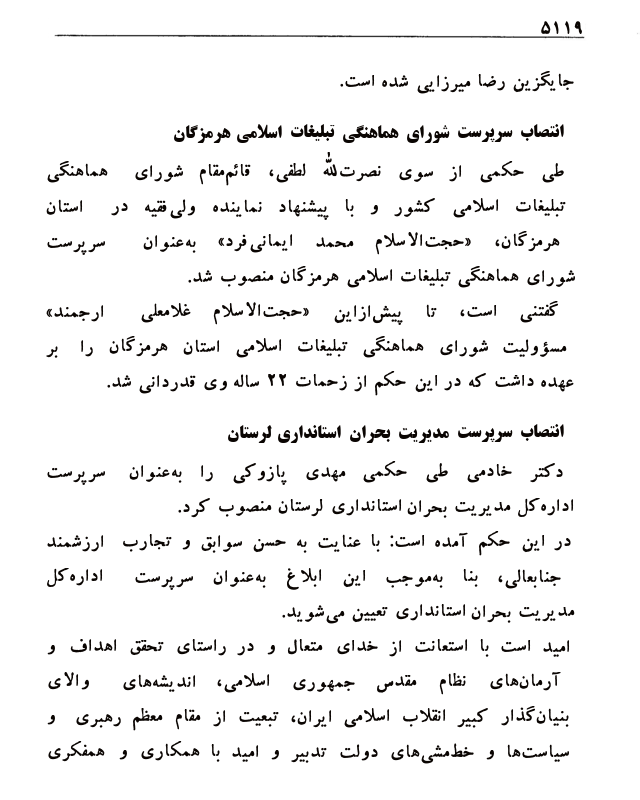 ۵۱۱۹
جایگزین رضا میرزایی شده است.
انتصاب سرپرست شورای هماهنگی تبلیغات اسلامی هرمزگان
طی حکمی از سوی نصرت‌الله لطفی، قائم‌مقام شورای هماهنگی
تبلیغات اسلامی کشور و با پیشنهاد نماینده ولی‌فقیه در استان
هرمزگان، «حجت‌الاسلام محمد ایمانی‌فرد» به‌عنوان سرپرست
شورای هماهنگی تبلیغات اسلامی هرمزگان منصوب شد.
گفتنی است، تا پیش‌ازاین «حجت‌الاسلام غلامعلی ارجمند»
مسؤولیت شورای هماهنگی تبلیغات اسلامی استان هرمزگان را بر
عهده داشت که در این حکم از زحمات ۲۲ ساله وی قدردانی شد.
انتصاب سرپرست مدیریت بحران استانداری لرستان
دکتر خادمی طی حکمی مهدی پازوکی را به‌عنوان سرپرست
اداره‌کل مدیریت بحران استانداری لرستان منصوب کرد.
در این حکم آمده است: با عنایت به حسن سوابق و تجارب ارزشمند
جنابعالی، بنا به‌موجب این ابلاغ به‌عنوان سرپرست اداره‌کل
مدیریت بحران استانداری تعیین می‌شوید.
امید است با استعانت از خدای متعال و در راستای تحقق اهداف و
آرمان‌های نظام مقدس جمهوری اسلامی، اندیشه‌های والای
بنیان‌گذار کبیر انقلاب اسلامی ایران، تبعیت از مقام معظم رهبری و
سیاست‌ها و خط‌مشی‌های دولت تدبیر و امید با همکاری و همفکری